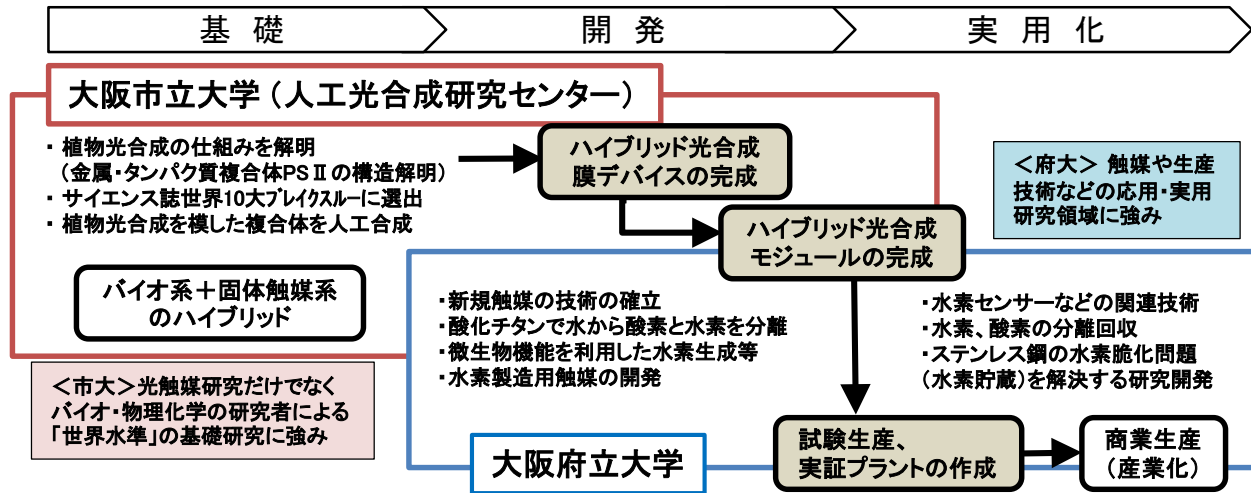 基 礎
開 発
実 用 化
大阪市立大学（人工光合成研究センター）
・ 植物光合成の仕組みを解明
（金属・タンパク質複合体PSⅡの構造解明）
・ サイエンス誌世界10大ﾌﾞﾚｲｸｽﾙｰに選出
・ 植物光合成を模した複合体を人工合成
ハイブリッド光合成
膜デバイスの完成
＜府大＞ 触媒や生産
技術などの応用・実用
研究領域に強み
ハイブリッド光合成
モジュールの完成
バイオ系＋固体触媒系
のハイブリッド
・新規触媒の技術の確立
・酸化チタンで水から酸素と水素を分離
・微生物機能を利用した水素生成等
・水素製造用触媒の開発
・水素センサーなどの関連技術
・水素、酸素の分離回収
・ステンレス鋼の水素脆化問題
（水素貯蔵）を解決する研究開発
＜市大＞光触媒研究だけでなく
バイオ・物理化学の研究者による
「世界水準」の基礎研究に強み
大阪府立大学
試験生産、
実証プラントの作成
商業生産
（産業化）